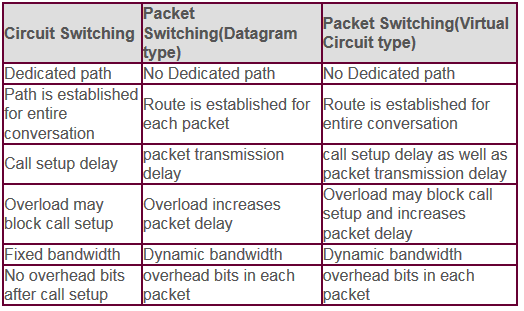 Circuit Switching
Packet
Switching(Datagram
type)
Packet Switching(Virtual
Circuit type)
Dedicated path
No Dedicated path
No Dedicated path
Path is established
for entire
conversation
Route is established for
each packet
Route is established for
entire conversation
Call setup delay
packet transmission
delay
call setup delay as well as
packet transmission delay
Overload may
block call setup
Overload increases
packet delay
Overload may block call
setup and increases
packet delay
Fixed bandwidth
Dynamic bandwidth
Dynamic bandwidth
No overhead bits
after call setup
overhead bits in each
packet
overhead bits in each
packet